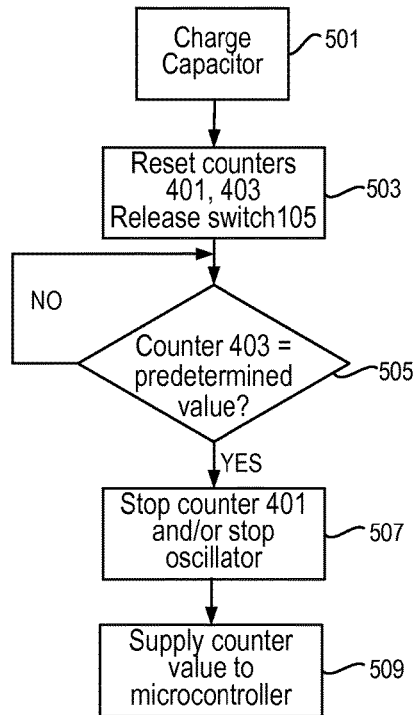 Charge
Capacitor
501
Reset counters
401, 403
Release switch105
503
NO
Counter 403 =
predetermined
value?
505
YES
Stop counter 401
and/or stop
oscillator
507
Supply counter
value to
microcontroller
509